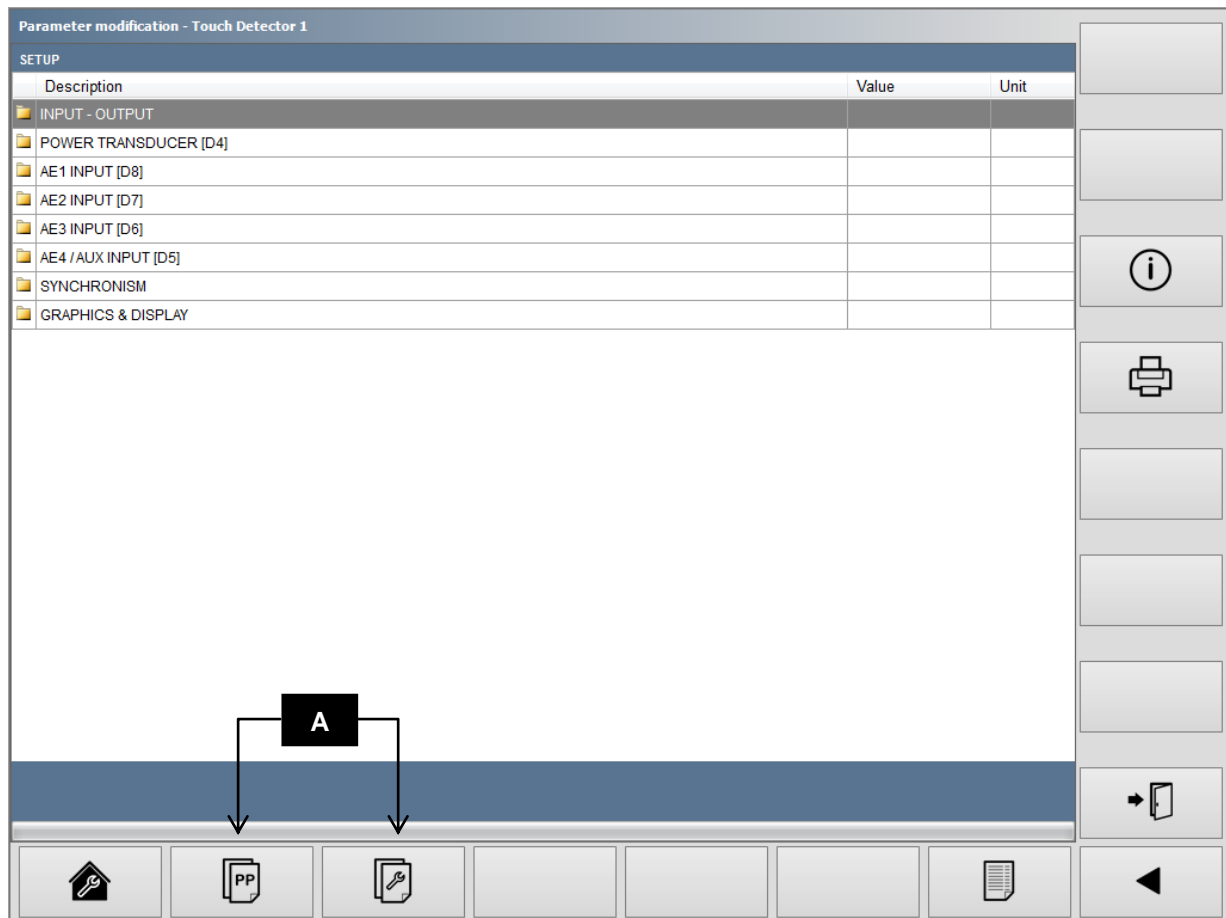 Parameter modification - Touch Detector 1
SETUP
Description Value Unit
INPUT - OUTPUT
POWER TRANSDUCER [D4]
AE1 INPUT [D8]
AE2 INPUT [D7]
AE3 INPUT [D6]
AE4 / AUX INPUT [D5]
SYNCHRONISM
GRAPHICS & DISPLAY
A
PP